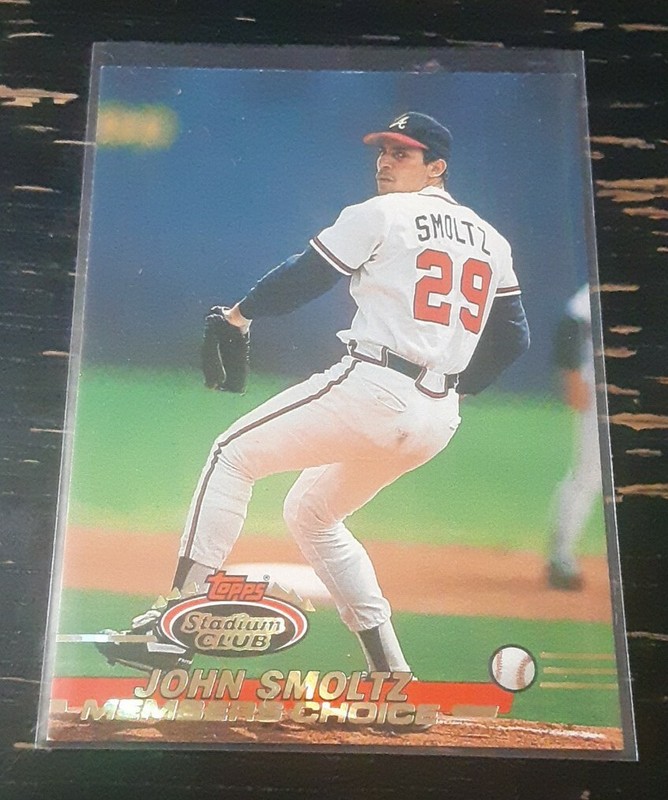 A
SMOLTZ
29
TOPPS®
Stadium
CLUB
JOHN SMOLTZ
MEMBERS CHOICE